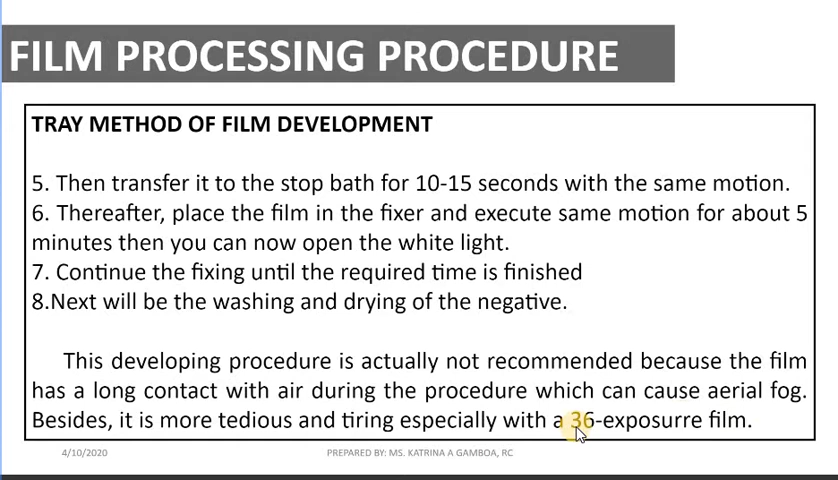 FILM PROCESSING PROCEDURE
TRAY METHOD OF FILM DEVELOPMENT
5. Then transfer it to the stop bath for 10-15 seconds with the same motion.
6. Thereafter, place the film in the fixer and execute same motion for about 5
minutes then you can now open the white light.
7. Continue the fixing until the required time is finished
8.Next will be the washing and drying of the negative.
This developing procedure is actually not recommended because the film
has a long contact with air during the procedure which can cause aerial fog.
Besides, it is more tedious and tiring especially with a 36-exposurre film.
4/10/2020 PREPARED BY: MS. KATRINA A GAMBOA, RC